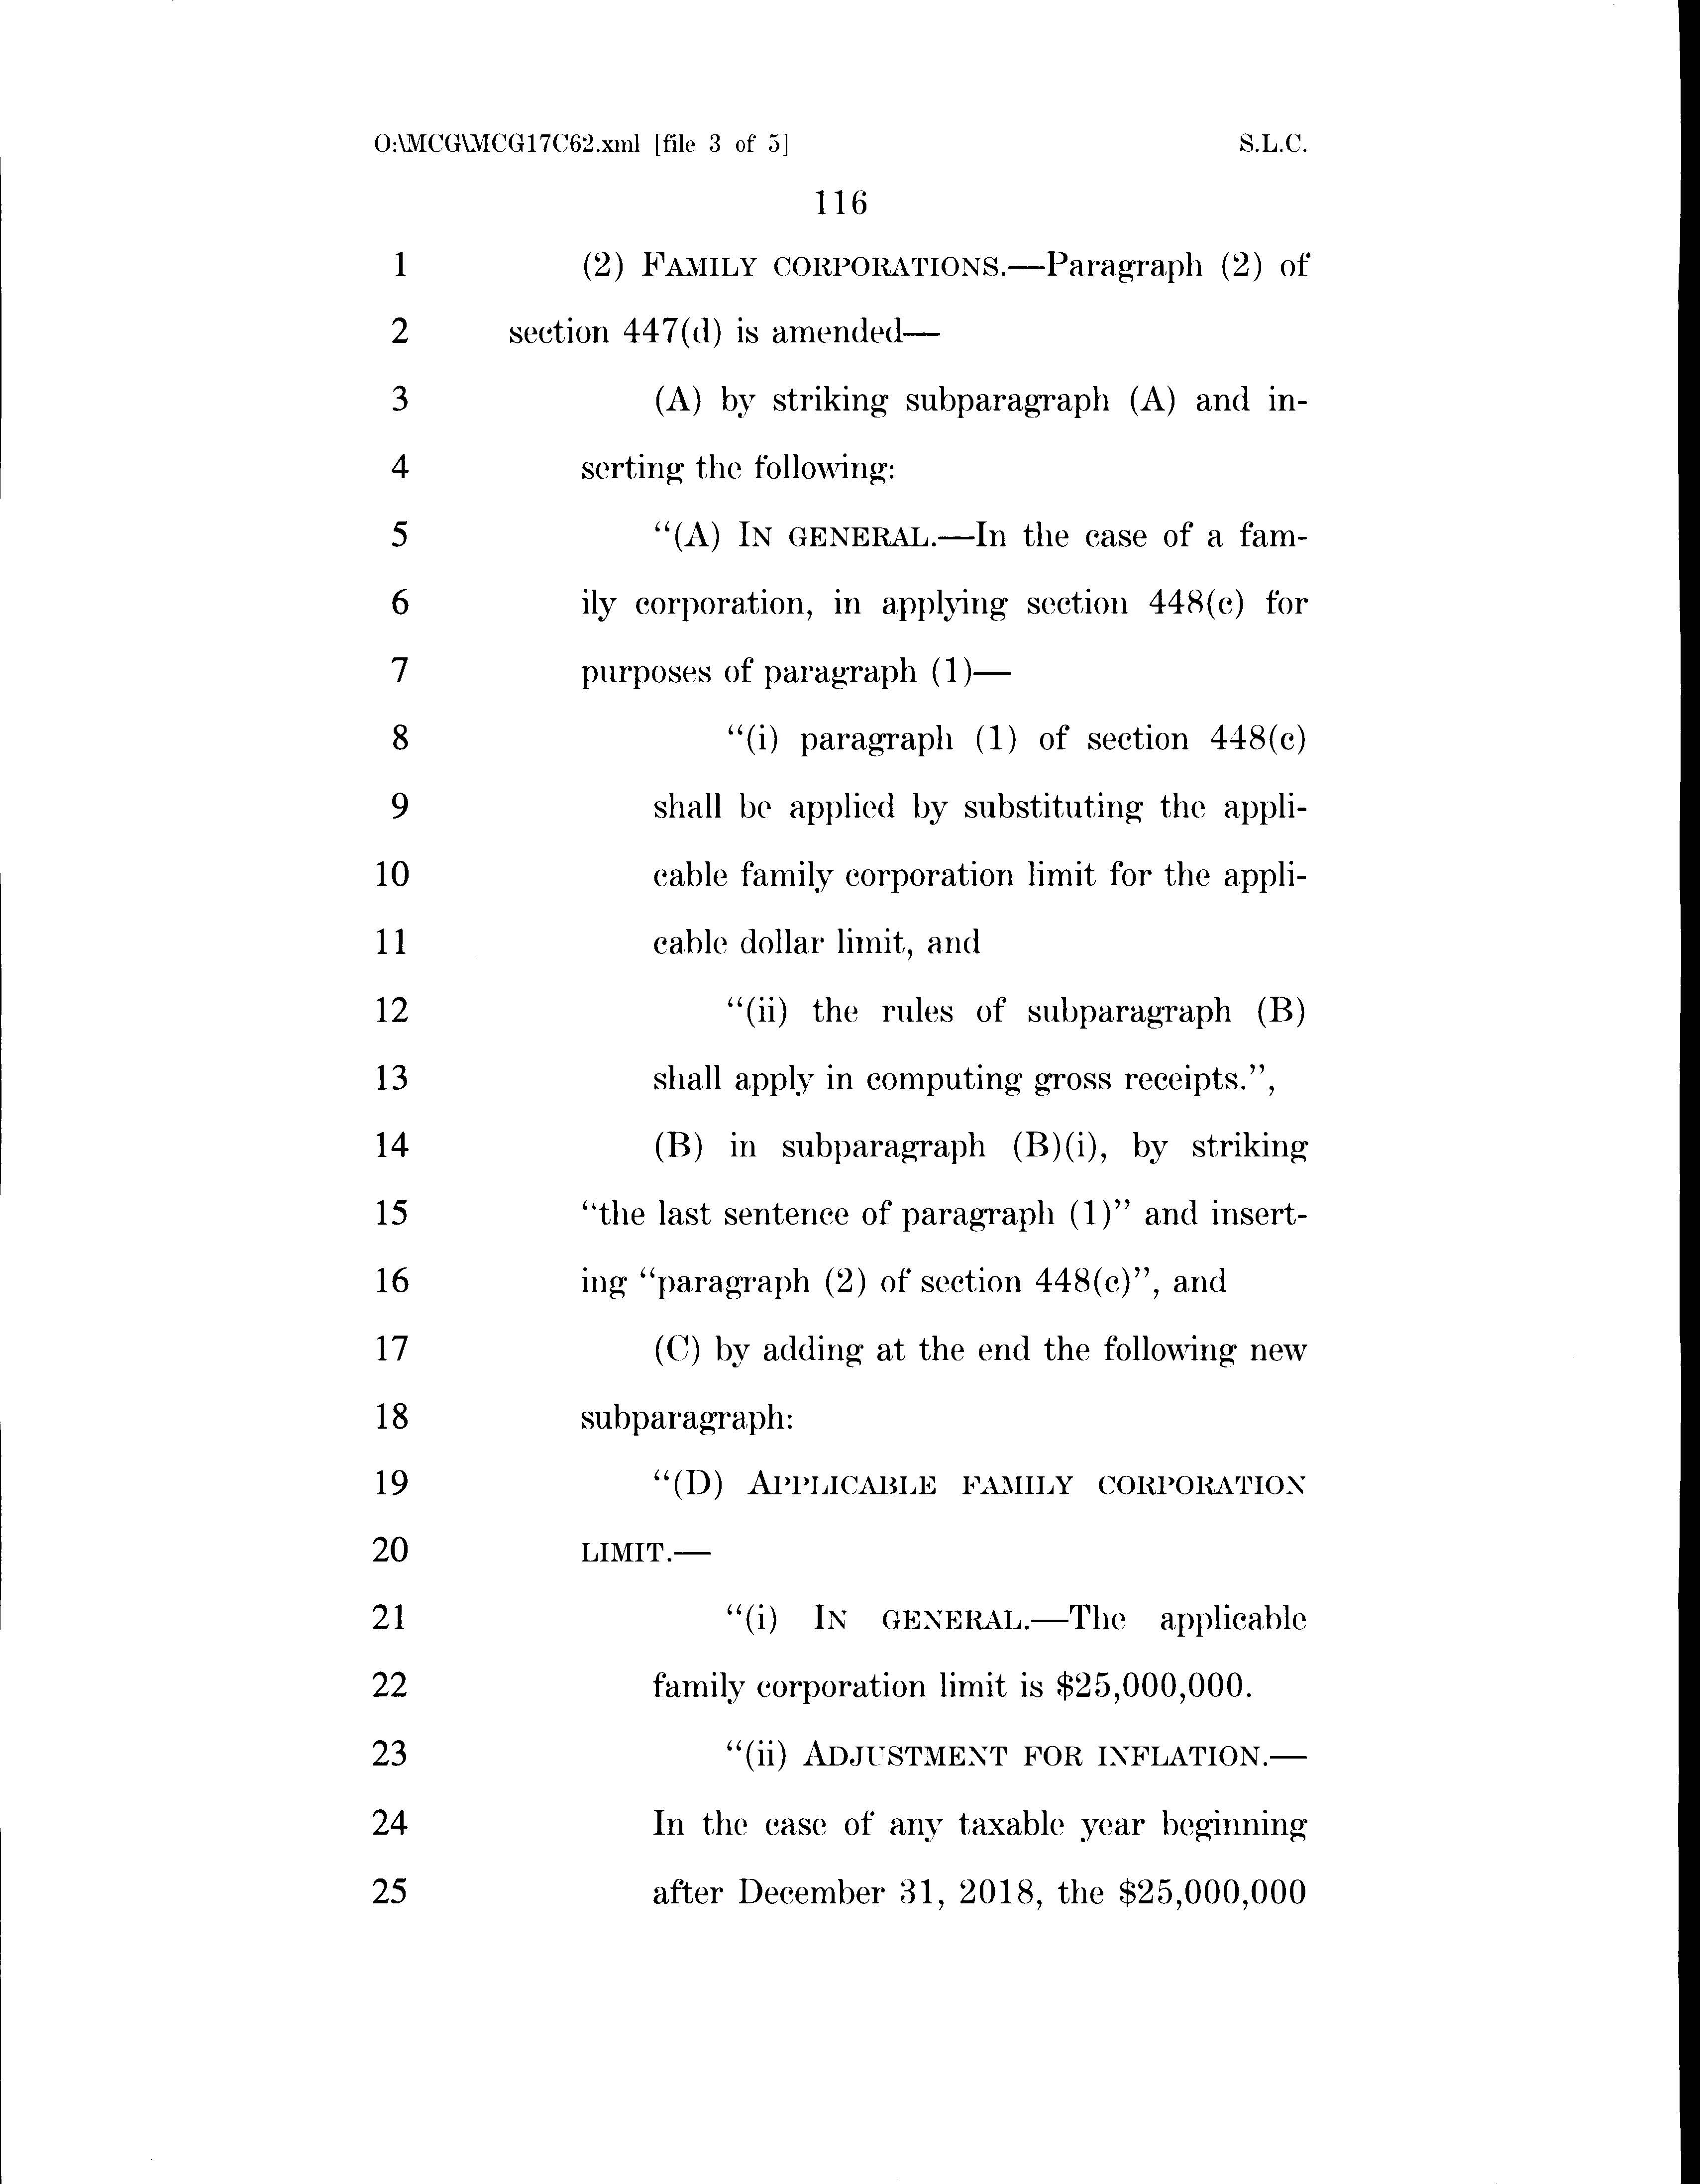 O:\MCG\MCG17C62.xml [file 3 of 5] S.L.C.
116
1 (2) FAMILY CORPORATIONS.—Paragraph (2) of
2 section 447(d) is amended—
3 (A) by striking subparagraph (A) and in-
4 serting the following:
5 “(A) IN GENERAL.—In the case of a fam-
6 ily corporation, in applying section 448(c) for
7 purposes of paragraph (1)—
8 “(i) paragraph (1) of section 448(c)
9 shall be applied by substituting the appli-
10 cable family corporation limit for the appli-
11 cable dollar limit, and
12 “(ii) the rules of subparagraph (B)
13 shall apply in computing gross receipts.”,
14 (B) in subparagraph (B)(i), by striking
15 “the last sentence of paragraph (1)” and insert-
16 ing “paragraph (2) of section 448(c)”, and
17 (C) by adding at the end the following new
18 subparagraph:
19 “(D) APPLICABLE FAMILY CORPORATION
20 LIMIT.—
21 “(i) IN GENERAL.—The applicable
22 family corporation limit is $25,000,000.
23 “(ii) ADJUSTMENT FOR INFLATION.—
24 In the case of any taxable year beginning
25 after December 31, 2018, the $25,000,000